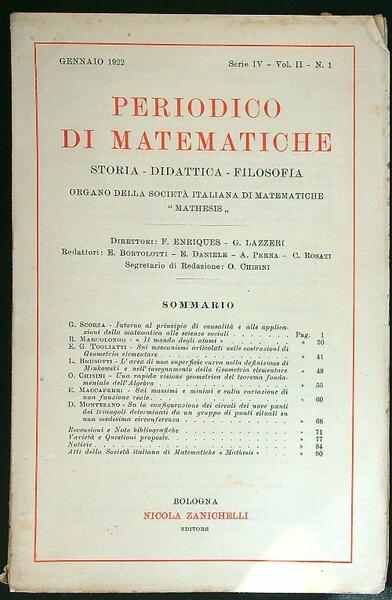 GENNAIO 1922 Serie IV - Vol. II - N. 1
PERIODICO
DI MATEMATICHE
STORIA - DIDATTICA - FILOSOFIA
ORGANO DELLA SOCIETÀ ITALIANA DI MATEMATICHE
" MATHESIS „
DIRETTORI: F. ENRIQUES - G. LAZZERI
Redattori: E. BORTOLOTTI - E. DANIELE - A. PERNA - C. ROSATI
Segretario di Redazione: O. CHISINI
SOMMARIO
G. SCORZA - Intorno al principio di causalità e alle applica-
zioni della matematica alle scienze sociali . . . Pag. 1
R. MARCOLONGO - « Il mondo degli atomi » . . . » 20
E. G. TOGLIATTI - Sui meccanismi articolati nelle costruzioni di
Geometria elementare . . . » 41
L. BRUSOTTI - L'area di una superficie curva nella definizione di
Minkowski e nell'insegnamento della Geometria elementare » 49
O. CHISINI - Una rapida visione geometrica del teorema fonda-
mentale dell'Algebra . . . » 55
E. MACCAFERRI - Sui massimi e minimi e sulla variazione di
una funzione reale . . . » 60
D. MONTESANO - Su la configurazione dei circoli dei nove punti
dei triangoli determinati da un gruppo di punti situati in
una medesima circonferenza . . . » 68
Recensioni e Note bibliografiche . . . » 71
Varietà e Questioni proposte . . . » 77
Notizie . . . » 84
Atti della Società italiana di Matematiche « Mathesis » . . . » 90
BOLOGNA
NICOLA ZANICHELLI
EDITORE